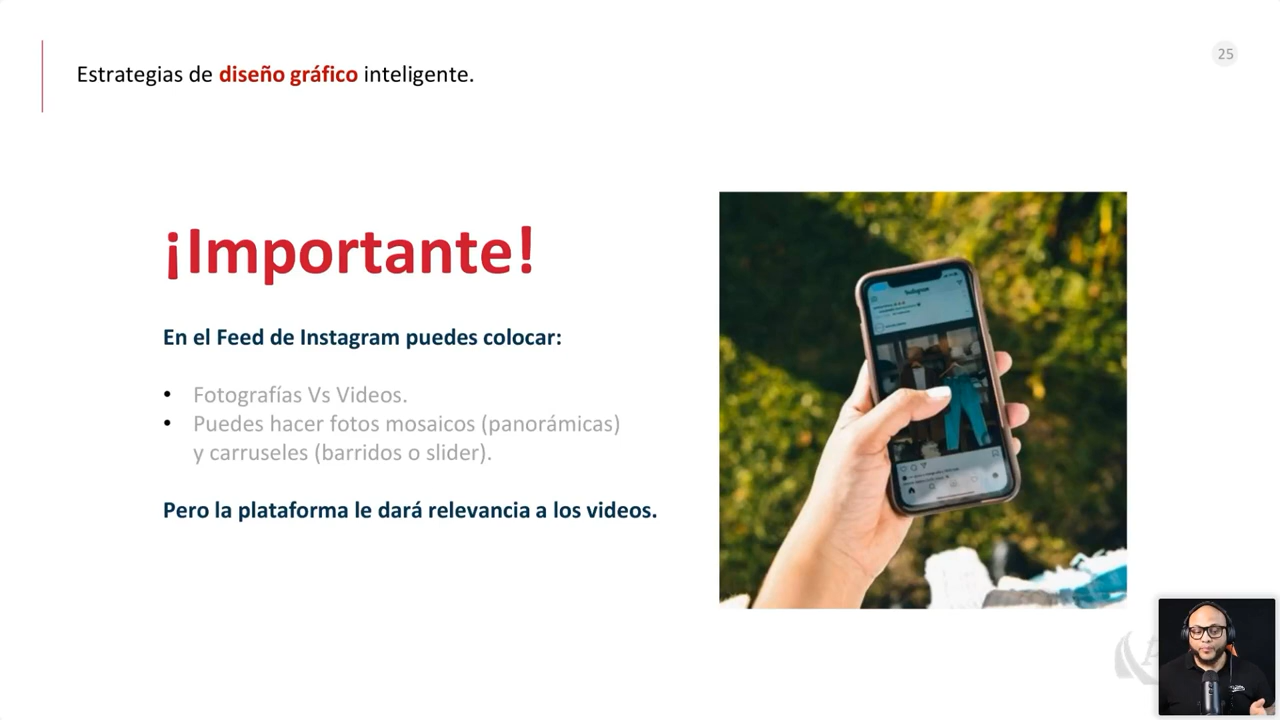 Estrategias de diseño gráfico inteligente.
25
¡Importante!
En el Feed de Instagram puedes colocar:
• Fotografías Vs Videos.
• Puedes hacer fotos mosaicos (panorámicas)
y carruseles (barridos o slider).
Pero la plataforma le dará relevancia a los videos.
Instagram